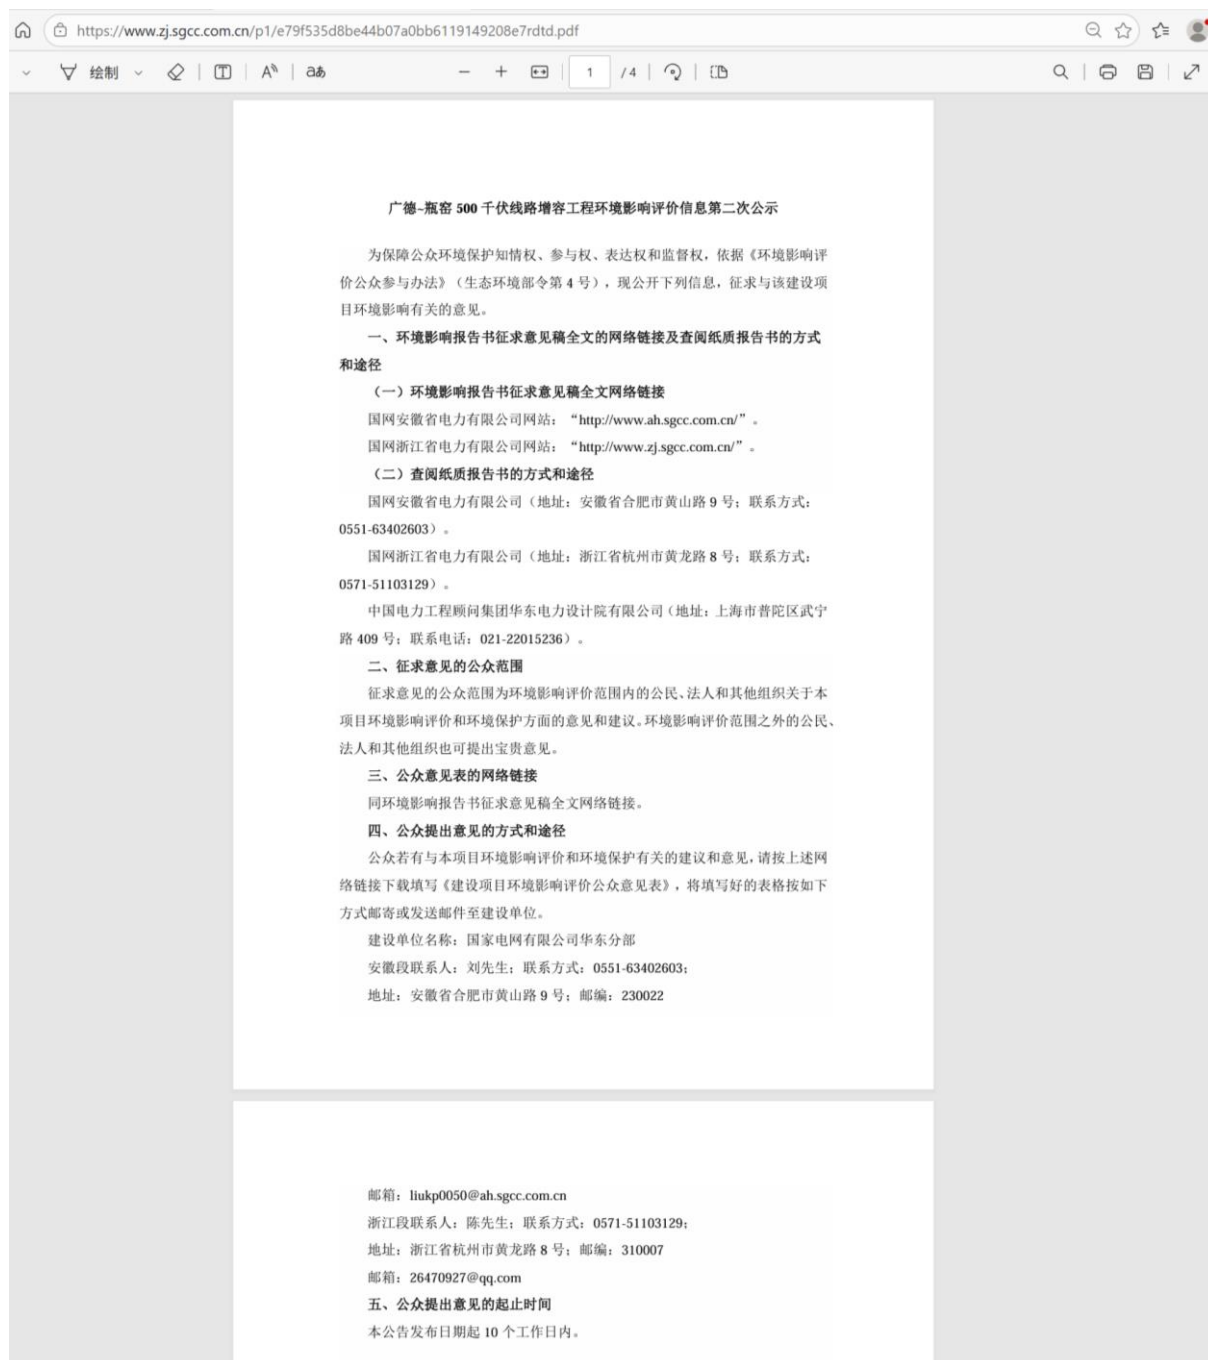 https://www.zj.sgcc.com.cn/p1/e79f535d8be44b07a0bb6119149208e7rdtd.pdf
绘制
aあ
1 /4
广德~瓶窑 500 千伏线路增容工程环境影响评价信息第二次公示
为保障公众环境保护知情权、参与权、表达权和监督权，依据《环境影响评
价公众参与办法》（生态环境部令第 4 号），现公开下列信息，征求与该建设项
目环境影响有关的意见。
一、环境影响报告书征求意见稿全文的网络链接及查阅纸质报告书的方式
和途径
（一）环境影响报告书征求意见稿全文网络链接
国网安徽省电力有限公司网站：“http://www.ah.sgcc.com.cn/”。
国网浙江省电力有限公司网站：“http://www.zj.sgcc.com.cn/”。
（二）查阅纸质报告书的方式和途径
国网安徽省电力有限公司（地址：安徽省合肥市黄山路 9 号；联系方式：
0551-63402603）。
国网浙江省电力有限公司（地址：浙江省杭州市黄龙路 8 号；联系方式：
0571-51103129）。
中国电力工程顾问集团华东电力设计院有限公司（地址：上海市普陀区武宁
路 409 号；联系电话：021-22015236）。
二、征求意见的公众范围
征求意见的公众范围为环境影响评价范围内的公民、法人和其他组织关于本
项目环境影响评价和环境保护方面的意见和建议。环境影响评价范围之外的公民、
法人和其他组织也可提出宝贵意见。
三、公众意见表的网络链接
同环境影响报告书征求意见稿全文网络链接。
四、公众提出意见的方式和途径
公众若有与本项目环境影响评价和环境保护有关的建议和意见，请按上述网
络链接下载填写《建设项目环境影响评价公众意见表》，将填写好的表格按如下
方式邮寄或发送邮件至建设单位。
建设单位名称：国家电网有限公司华东分部
安徽段联系人：刘先生；联系方式：0551-63402603；
地址：安徽省合肥市黄山路 9 号；邮编：230022
邮箱：liukp0050@ah.sgcc.com.cn
浙江段联系人：陈先生；联系方式：0571-51103129；
地址：浙江省杭州市黄龙路 8 号；邮编：310007
邮箱：26470927@qq.com
五、公众提出意见的起止时间
本公告发布日期起 10 个工作日内。